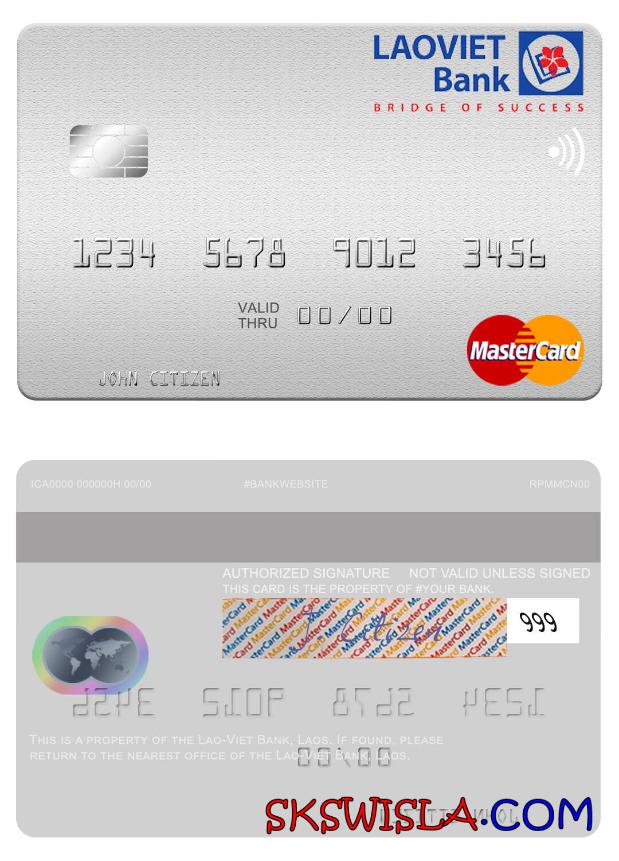 LAOVIET
Bank
BRIDGE OF SUCCESS
1234 5678 9012 3456
VALID
THRU 00/00
MasterCard
JOHN CITIZEN
ICA0000 000000H 00/00 #BANKWEBSITE RPMMCN00
AUTHORIZED SIGNATURE NOT VALID UNLESS SIGNED
THIS CARD IS THE PROPERTY OF #YOUR BANK.
999
THIS IS A PROPERTY OF THE LAO-VIET BANK, LAOS. IF FOUND, PLEASE
RETURN TO THE NEAREST OFFICE OF THE LAO-VIET BANK, LAOS.
SKSWISLA.COM